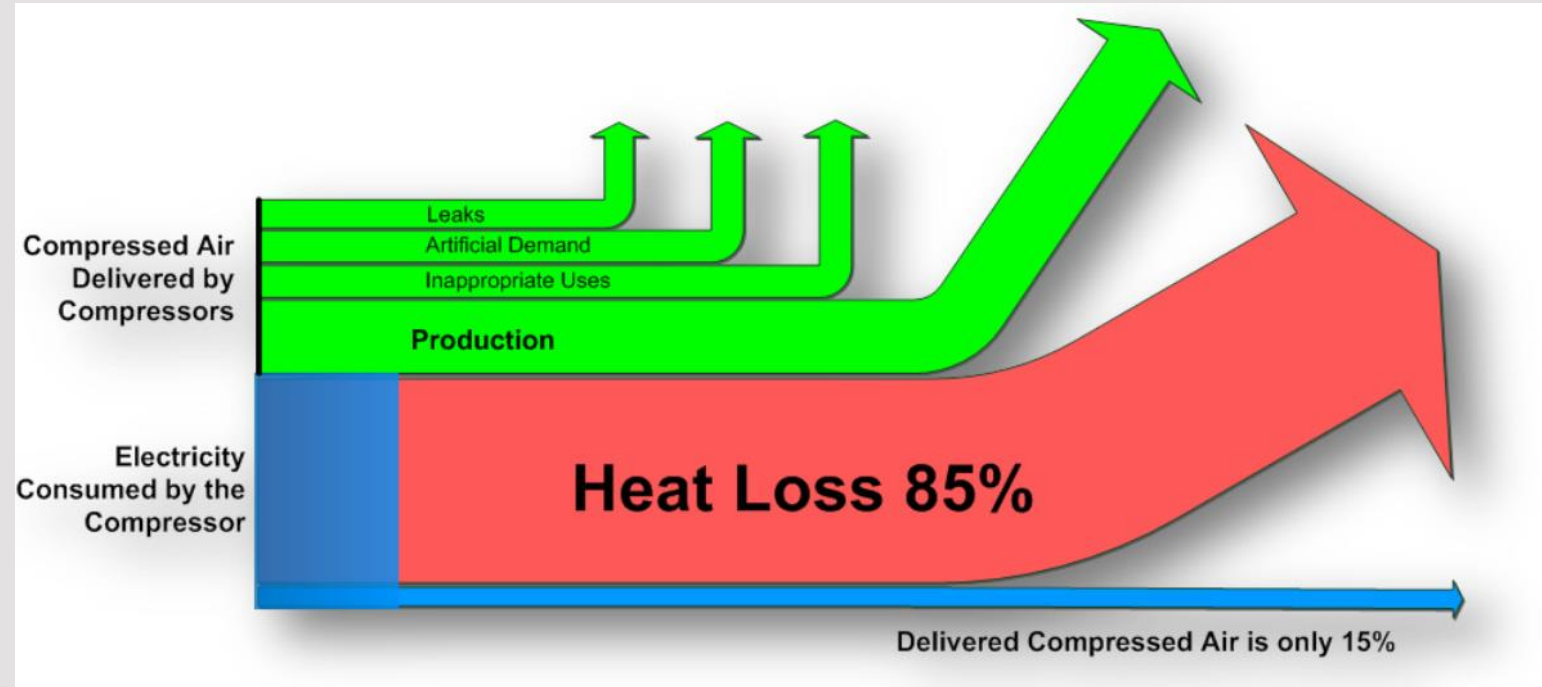 Leaks
Artificial Demand
Inappropriate Uses
Production
Compressed Air
Delivered by
Compressors
Electricity
Consumed by the
Compressor
Heat Loss 85%
Delivered Compressed Air is only 15%